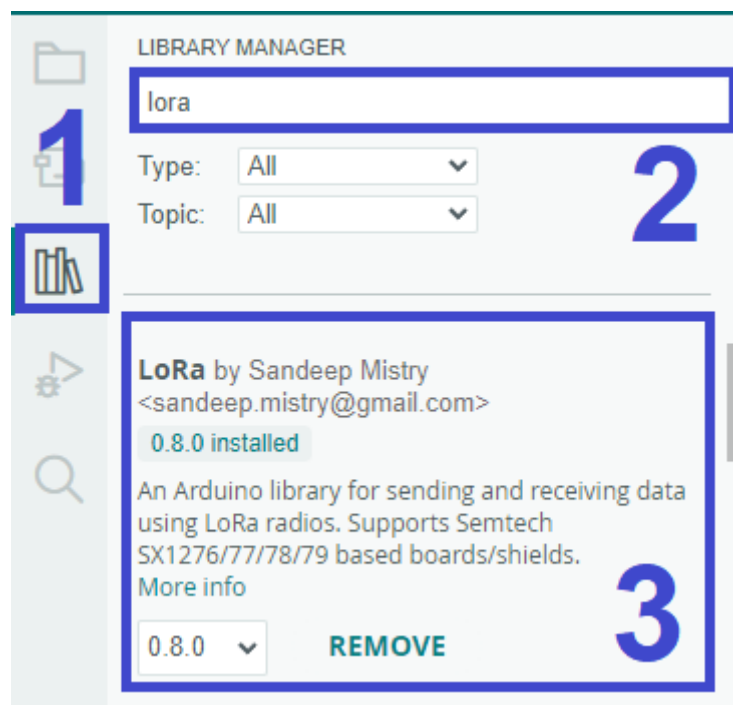 LIBRARY MANAGER
lora
1
Type: All
2
Topic: All
LoRa by Sandeep Mistry
<sandeep.mistry@gmail.com>
0.8.0 installed
An Arduino library for sending and receiving data
using LoRa radios. Supports Semtech
SX1276/77/78/79 based boards/shields.
More info
3
0.8.0 REMOVE